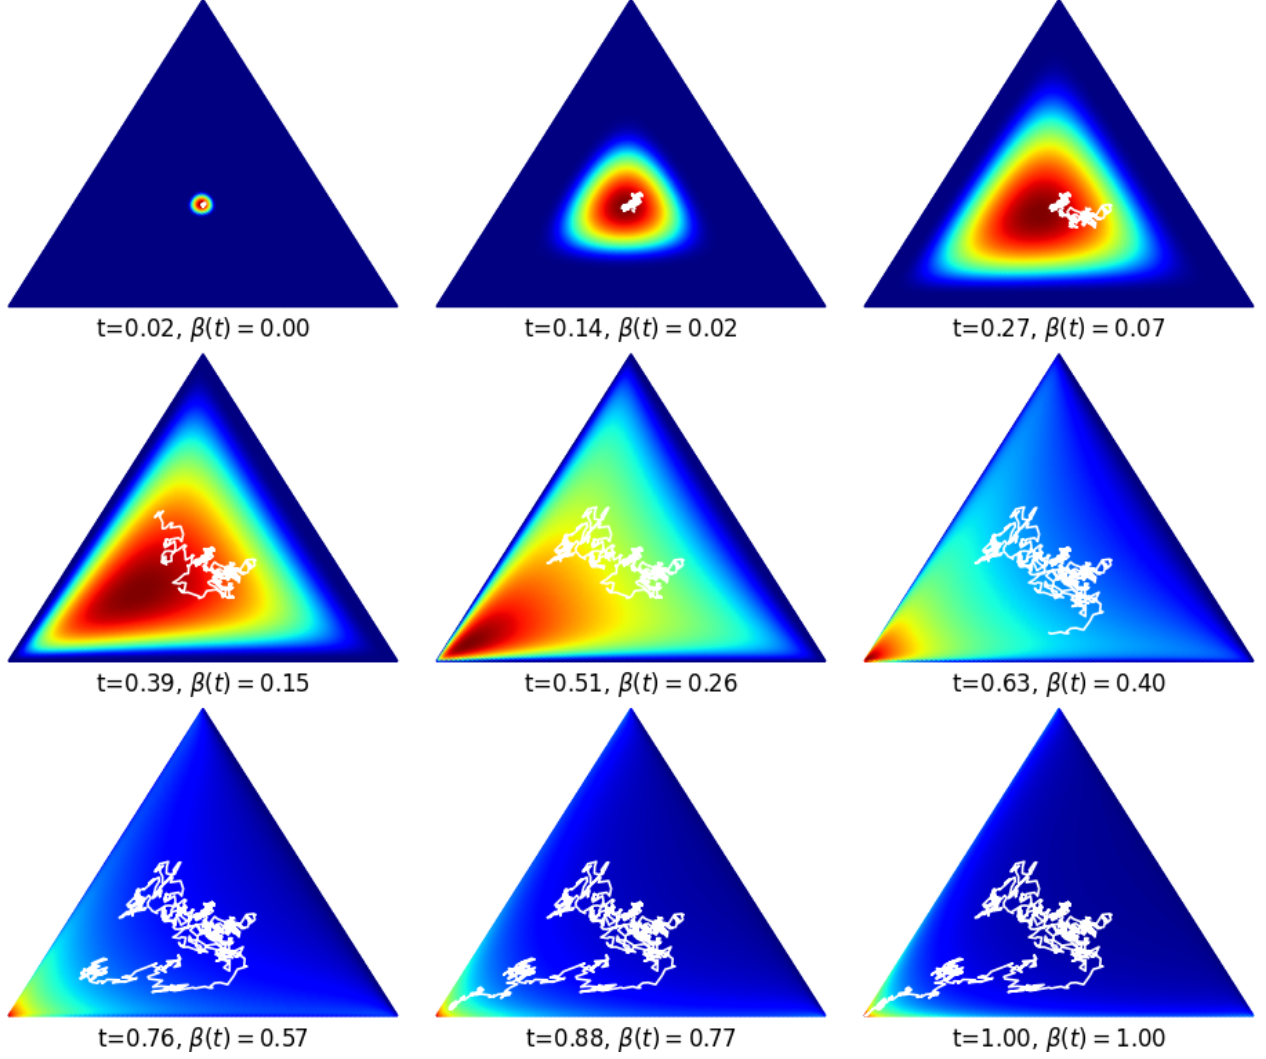 t=0.02, β(t) = 0.00
t=0.14, β(t) = 0.02
t=0.27, β(t) = 0.07
t=0.39, β(t) = 0.15
t=0.51, β(t) = 0.26
t=0.63, β(t) = 0.40
t=0.76, β(t) = 0.57
t=0.88, β(t) = 0.77
t=1.00, β(t) = 1.00